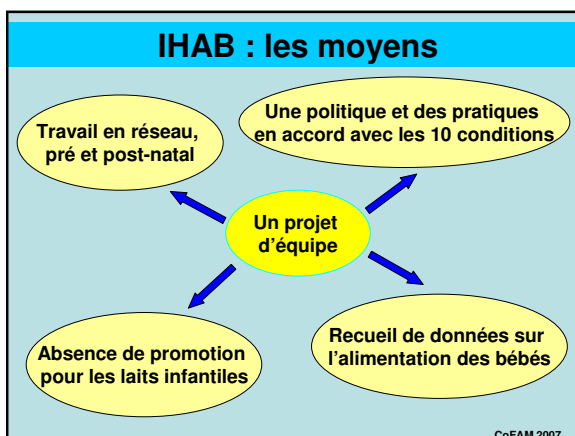 IHAB : les moyens
Travail en réseau,
pré et post-natal
Une politique et des pratiques
en accord avec les 10 conditions
Un projet
d'équipe
Absence de promotion
pour les laits infantiles
Recueil de données sur
l'alimentation des bébés
CoFAM 2007